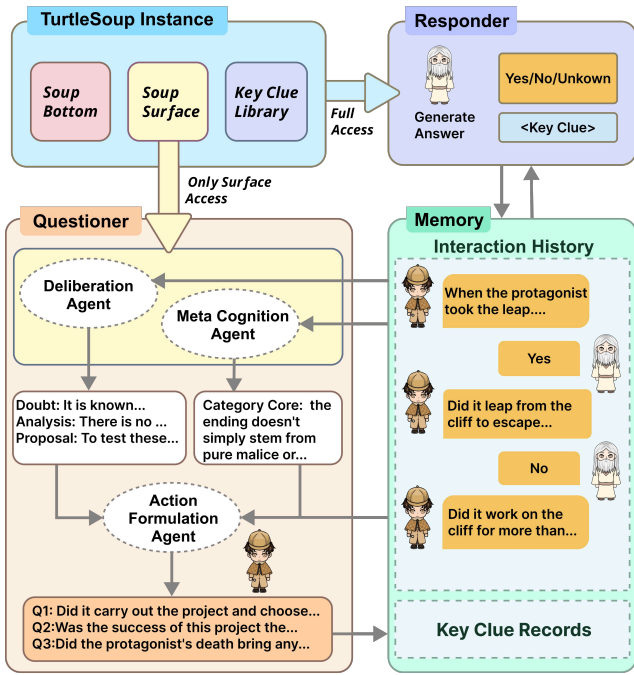 TurtleSoup Instance
Soup
Bottom
Soup
Surface
Key Clue
Library
Full
Access
Responder
Generate
Answer
Yes/No/Unkown
<Key Clue>
Only Surface
Access
Questioner
Deliberation
Agent
Meta Cognition
Agent
Doubt: It is known...
Analysis: There is no ...
Proposal: To test these...
Category Core: the
ending doesn't
simply stem from
pure malice or...
Action
Formulation
Agent
Q1: Did it carry out the project and choose...
Q2:Was the success of this project the...
Q3:Did the protagonist's death bring any...
Memory
Interaction History
When the protagonist
took the leap....
Yes
Did it leap from the
cliff to escape...
No
Did it work on the
cliff for more than...
Key Clue Records